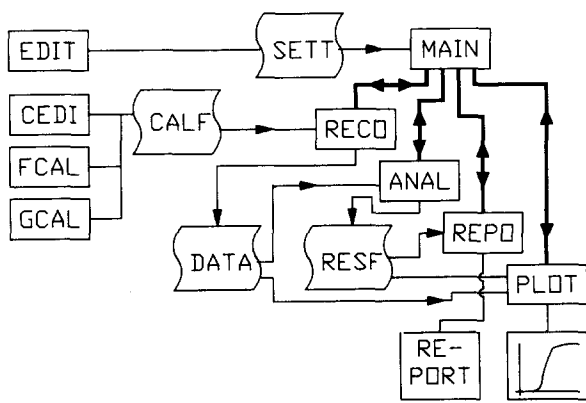 EDIT
SETT
MAIN
CEDI
CALF
RECO
FCAL
ANAL
GCAL
DATA
RESF
REPO
PLOT
RE-
PORT